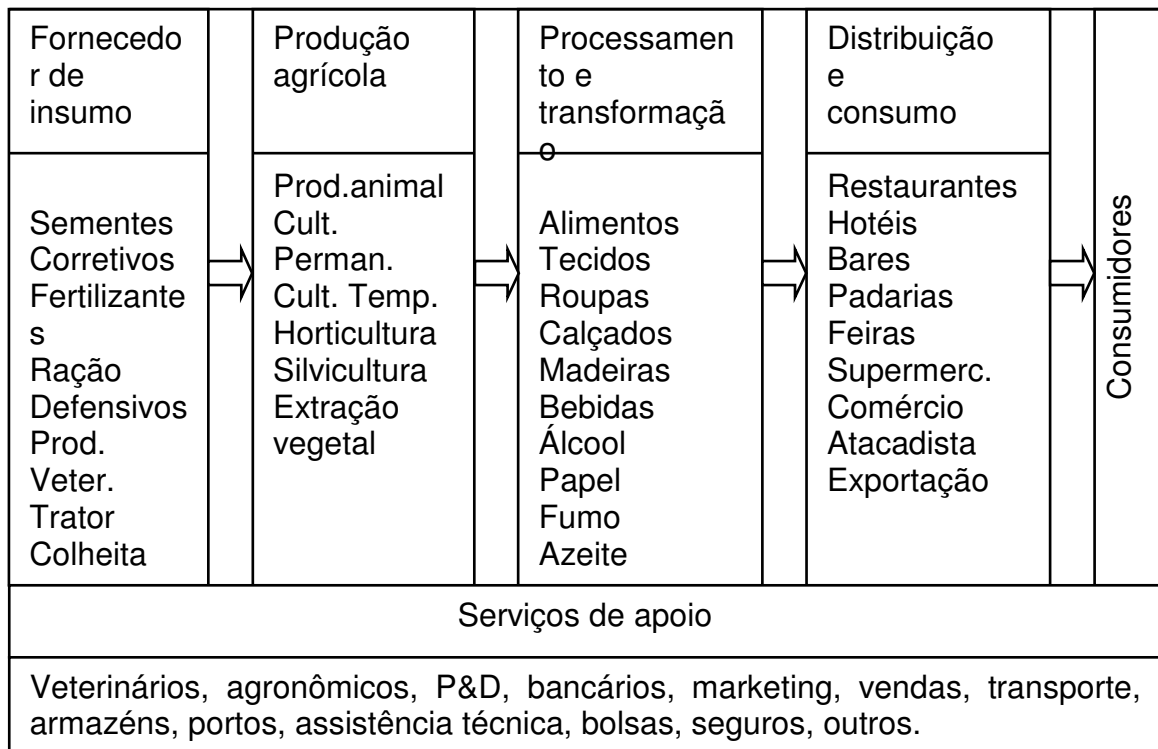 Fornecedo
r de
insumo
Produção
agrícola
Processamen
to e
transformaçã
o
Distribuição
e
consumo
Sementes
Corretivos
Fertilizante
s
Ração
Defensivos
Prod.
Veter.
Trator
Colheita
Prod.animal
Cult.
Perman.
Cult. Temp.
Horticultura
Silvicultura
Extração
vegetal
Alimentos
Tecidos
Roupas
Calçados
Madeiras
Bebidas
Álcool
Papel
Fumo
Azeite
Restaurantes
Hotéis
Bares
Padarias
Feiras
Supermerc.
Comércio
Atacadista
Exportação
Consumidores
Serviços de apoio
Veterinários, agronômicos, P&D, bancários, marketing, vendas, transporte,
armazéns, portos, assistência técnica, bolsas, seguros, outros.